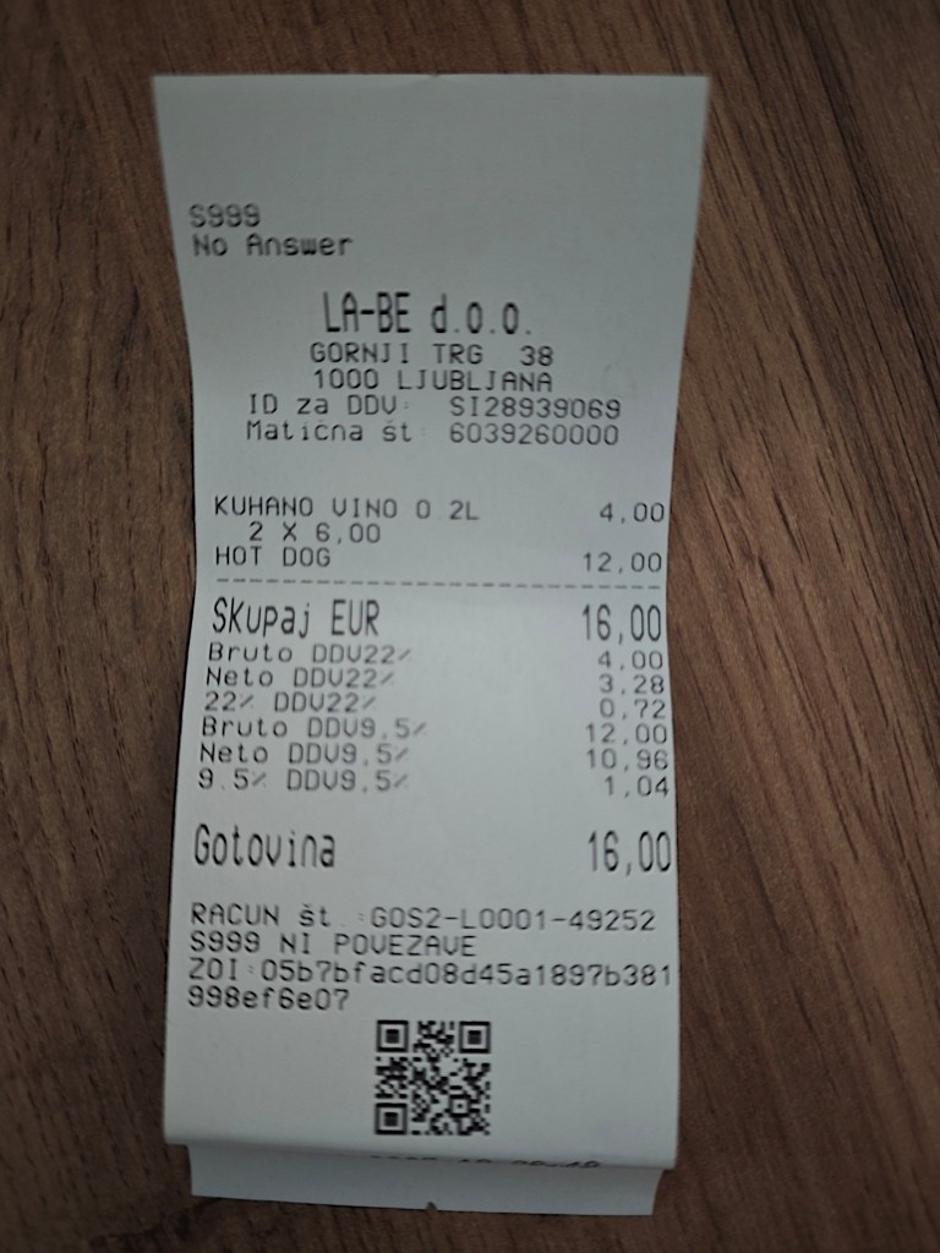 S999
No Answer
LA-BE d.o.o.
GORNJI TRG 38
1000 LJUBLJANA
ID za DDV: SI28939069
Matična št: 6039260000
KUHANO VINO 0.2L 4,00
2 X 6,00
HOT DOG 12,00
SKupaj EUR 16,00
Bruto DDV22% 4,00
Neto DDV22% 3,28
22% DDV22% 0,72
Bruto DDV9,5% 12,00
Neto DDV9,5% 10,96
9.5% DDV9,5% 1,04
Gotovina 16,00
RACUN št.:GOS2-L0001-49252
S999 NI POVEZAVE
ZOI:05b7bfacd08d45a1897b381
998ef6e07